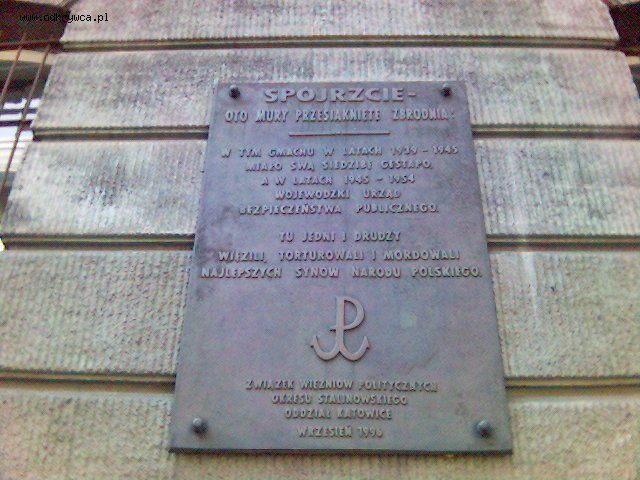 www.odkrywca.pl
SPÓJRZCIE -
OTO MURY PRZESIĄKNIĘTE ZBRODNIĄ:
W TYM GMACHU W LATACH 1939 - 1945
MIAŁO SWĄ SIEDZIBĘ GESTAPO,
A W LATACH 1945 - 1954
WOJEWÓDZKI URZĄD
BEZPIECZEŃSTWA PUBLICZNEGO.
TU JEDNI I DRUDZY
WIĘZILI, TORTUROWALI I MORDOWALI
NAJLEPSZYCH SYNÓW NARODU POLSKIEGO.
ZWIĄZEK WIĘŹNIÓW POLITYCZNYCH
OKRESU STALINOWSKIEGO
ODDZIAŁ KATOWICE
WRZESIEŃ 1996